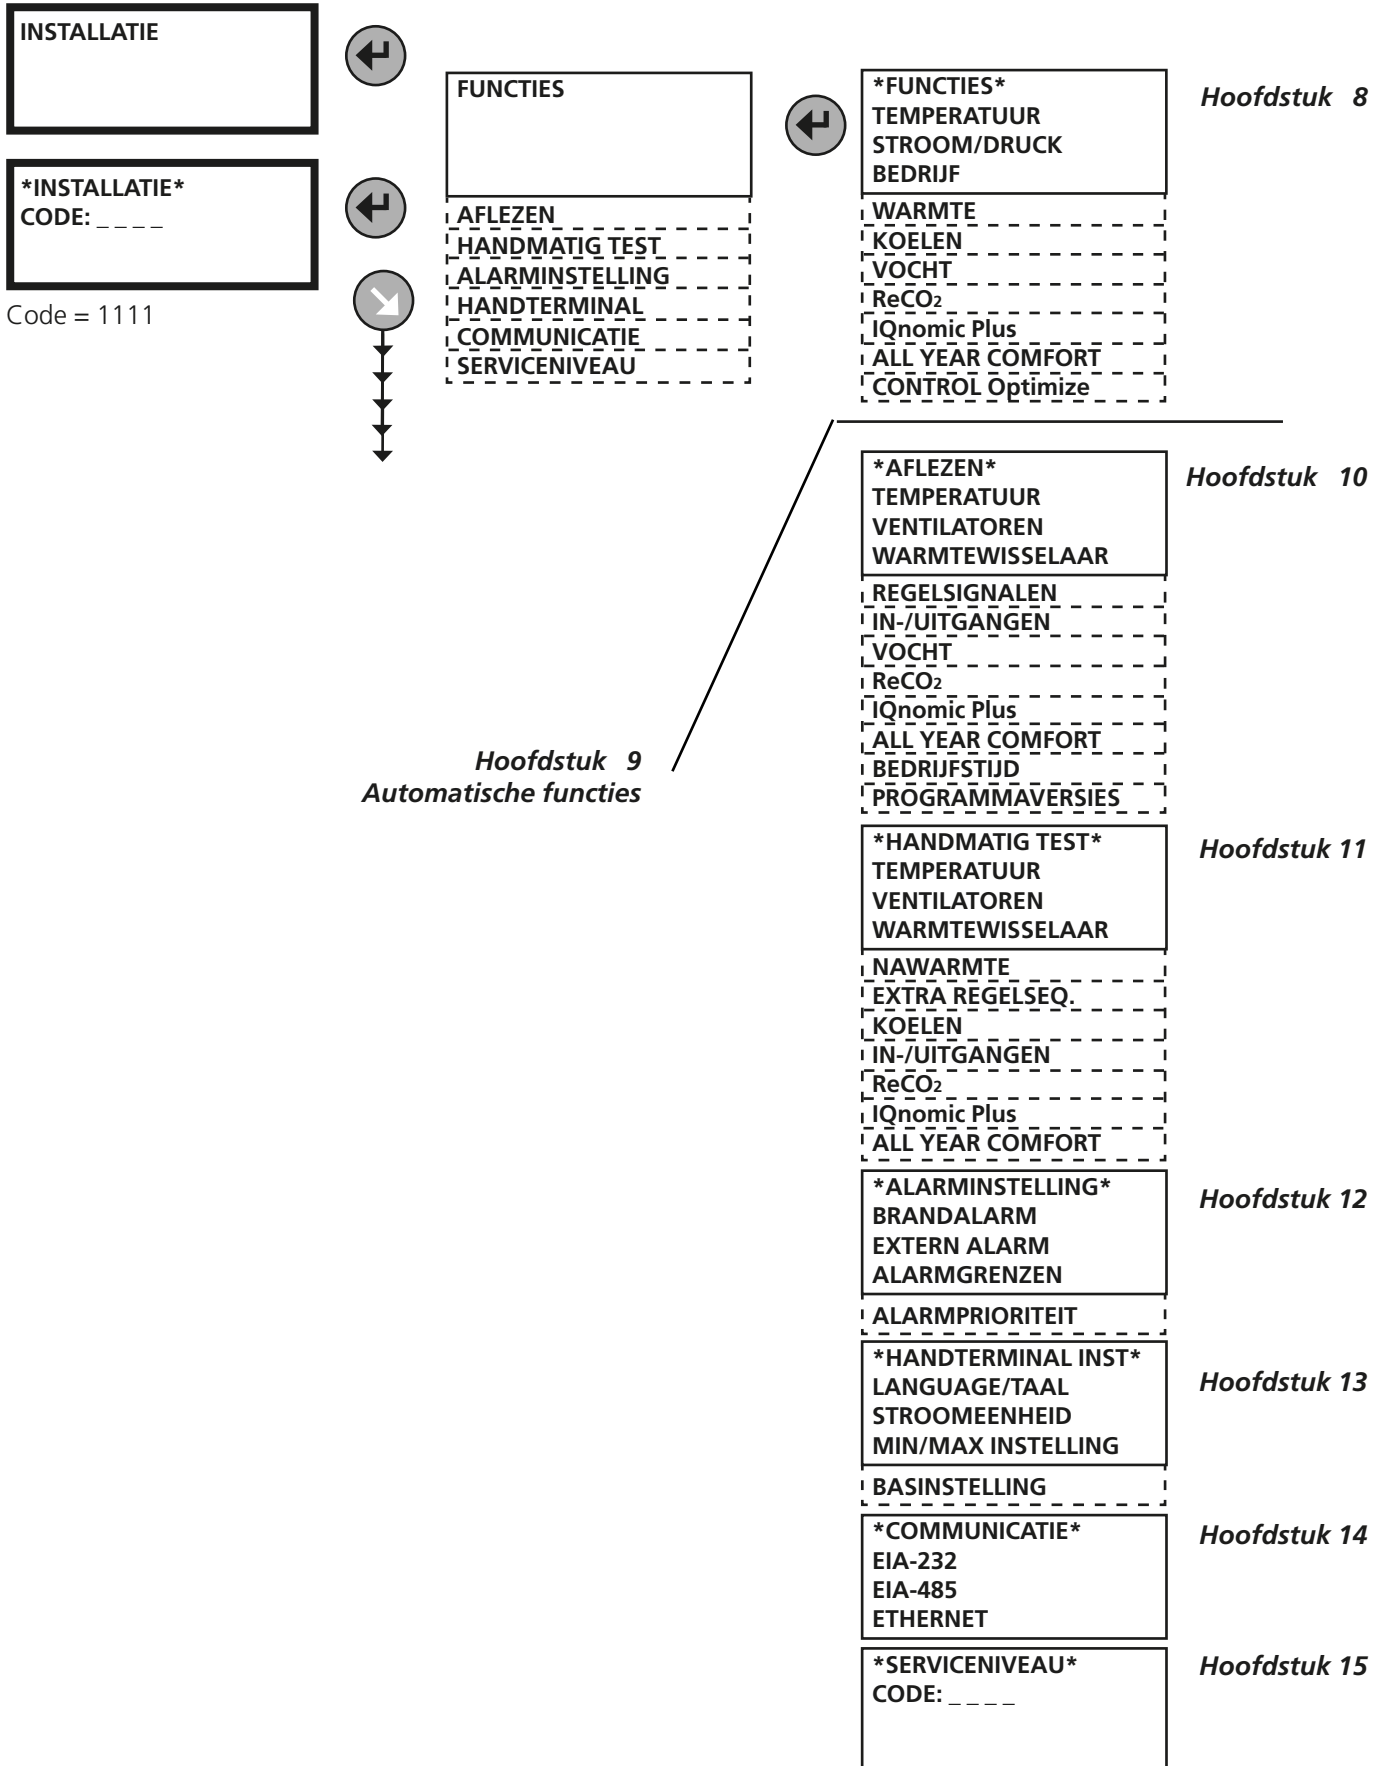 INSTALLATIE
*INSTALLATIE*
CODE: _ _ _ _
Code = 1111
FUNCTIES
AFLEZEN
HANDMATIG TEST
ALARMINSTELLING
HANDTERMINAL
COMMUNICATIE
SERVICENIVEAU
*FUNCTIES*
TEMPERATUUR
STROOM/DRUCK
BEDRIJF
WARMTE
KOELEN
VOCHT
ReCO2
IQnomic Plus
ALL YEAR COMFORT
CONTROL Optimize
Hoofdstuk 8
Hoofdstuk 9
Automatische functies
*AFLEZEN*
TEMPERATUUR
VENTILATOREN
WARMTEWISSELAAR
REGELSIGNALEN
IN-/UITGANGEN
VOCHT
ReCO2
IQnomic Plus
ALL YEAR COMFORT
BEDRIJFSTIJD
PROGRAMMAVERSIES
Hoofdstuk 10
*HANDMATIG TEST*
TEMPERATUUR
VENTILATOREN
WARMTEWISSELAAR
NAWARMTE
EXTRA REGELSEQ.
KOELEN
IN-/UITGANGEN
ReCO2
IQnomic Plus
ALL YEAR COMFORT
Hoofdstuk 11
*ALARMINSTELLING*
BRANDALARM
EXTERN ALARM
ALARMGRENZEN
ALARMPRIORITEIT
Hoofdstuk 12
*HANDTERMINAL INST*
LANGUAGE/TAAL
STROOMEENHEID
MIN/MAX INSTELLING
BASINSTELLING
Hoofdstuk 13
*COMMUNICATIE*
EIA-232
EIA-485
ETHERNET
Hoofdstuk 14
*SERVICENIVEAU*
CODE: _ _ _ _
Hoofdstuk 15